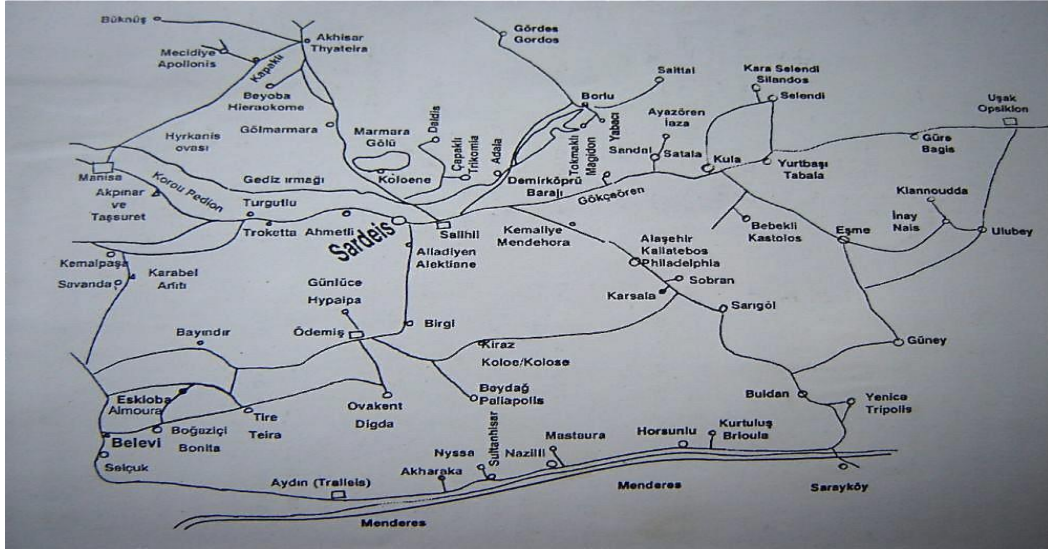 Büknüş
Akhisar
Thyateira
Mecidiye
Apollonis
Kapaklı
Beyoba
Hieraokome
Gölmarmara
Hyrkanis
ovası
Marmara
Gölü
Koloene
Daldis
Çapaklı
Trikomia
Adala
Gördes
Gordos
Borlu
Saittai
Tokmaklı
Magidon
Yabacı
Ayazören
İaza
Sandal
Satala
Kara Selendi
Silandos
Selendi
Kula
Yurtbaşı
Tabala
Güre
Bagis
Uşak
Opsikion
Manisa
Akpınar
ve
Taşsuret
Korou Pedion
Gediz ırmağı
Turgutlu
Troketta
Ahmetli
Sardeis
Salihli
Demirköprü
Barajı
Gökçeören
Kemaliye
Mendehora
Bebekli
Kastolos
Eşme
Klannoudda
İnay
Nais
Ulubey
Kemalpaşa
Savanda
Karabel
Anıtı
Alladiyen
Alektiane
Alaşehir
Kallatebos
Philadelphia
Sobran
Karsala
Sarıgöl
Günlüce
Hypaipa
Ödemiş
Birgi
Bayındır
Kiraz
Koloe/Kolose
Güney
Eskioba
Almoura
Belevi
Boğaziçi
Bonita
Tire
Teira
Ovakent
Digda
Beydağ
Paliapolis
Buldan
Yenice
Tripolis
Selçuk
Aydın (Tralleis)
Akharaka
Nyssa
Sultanhisar
Nazilli
Mastaura
Horsunlu
Kurtuluş
Brioula
Menderes
Menderes
Sarayköy